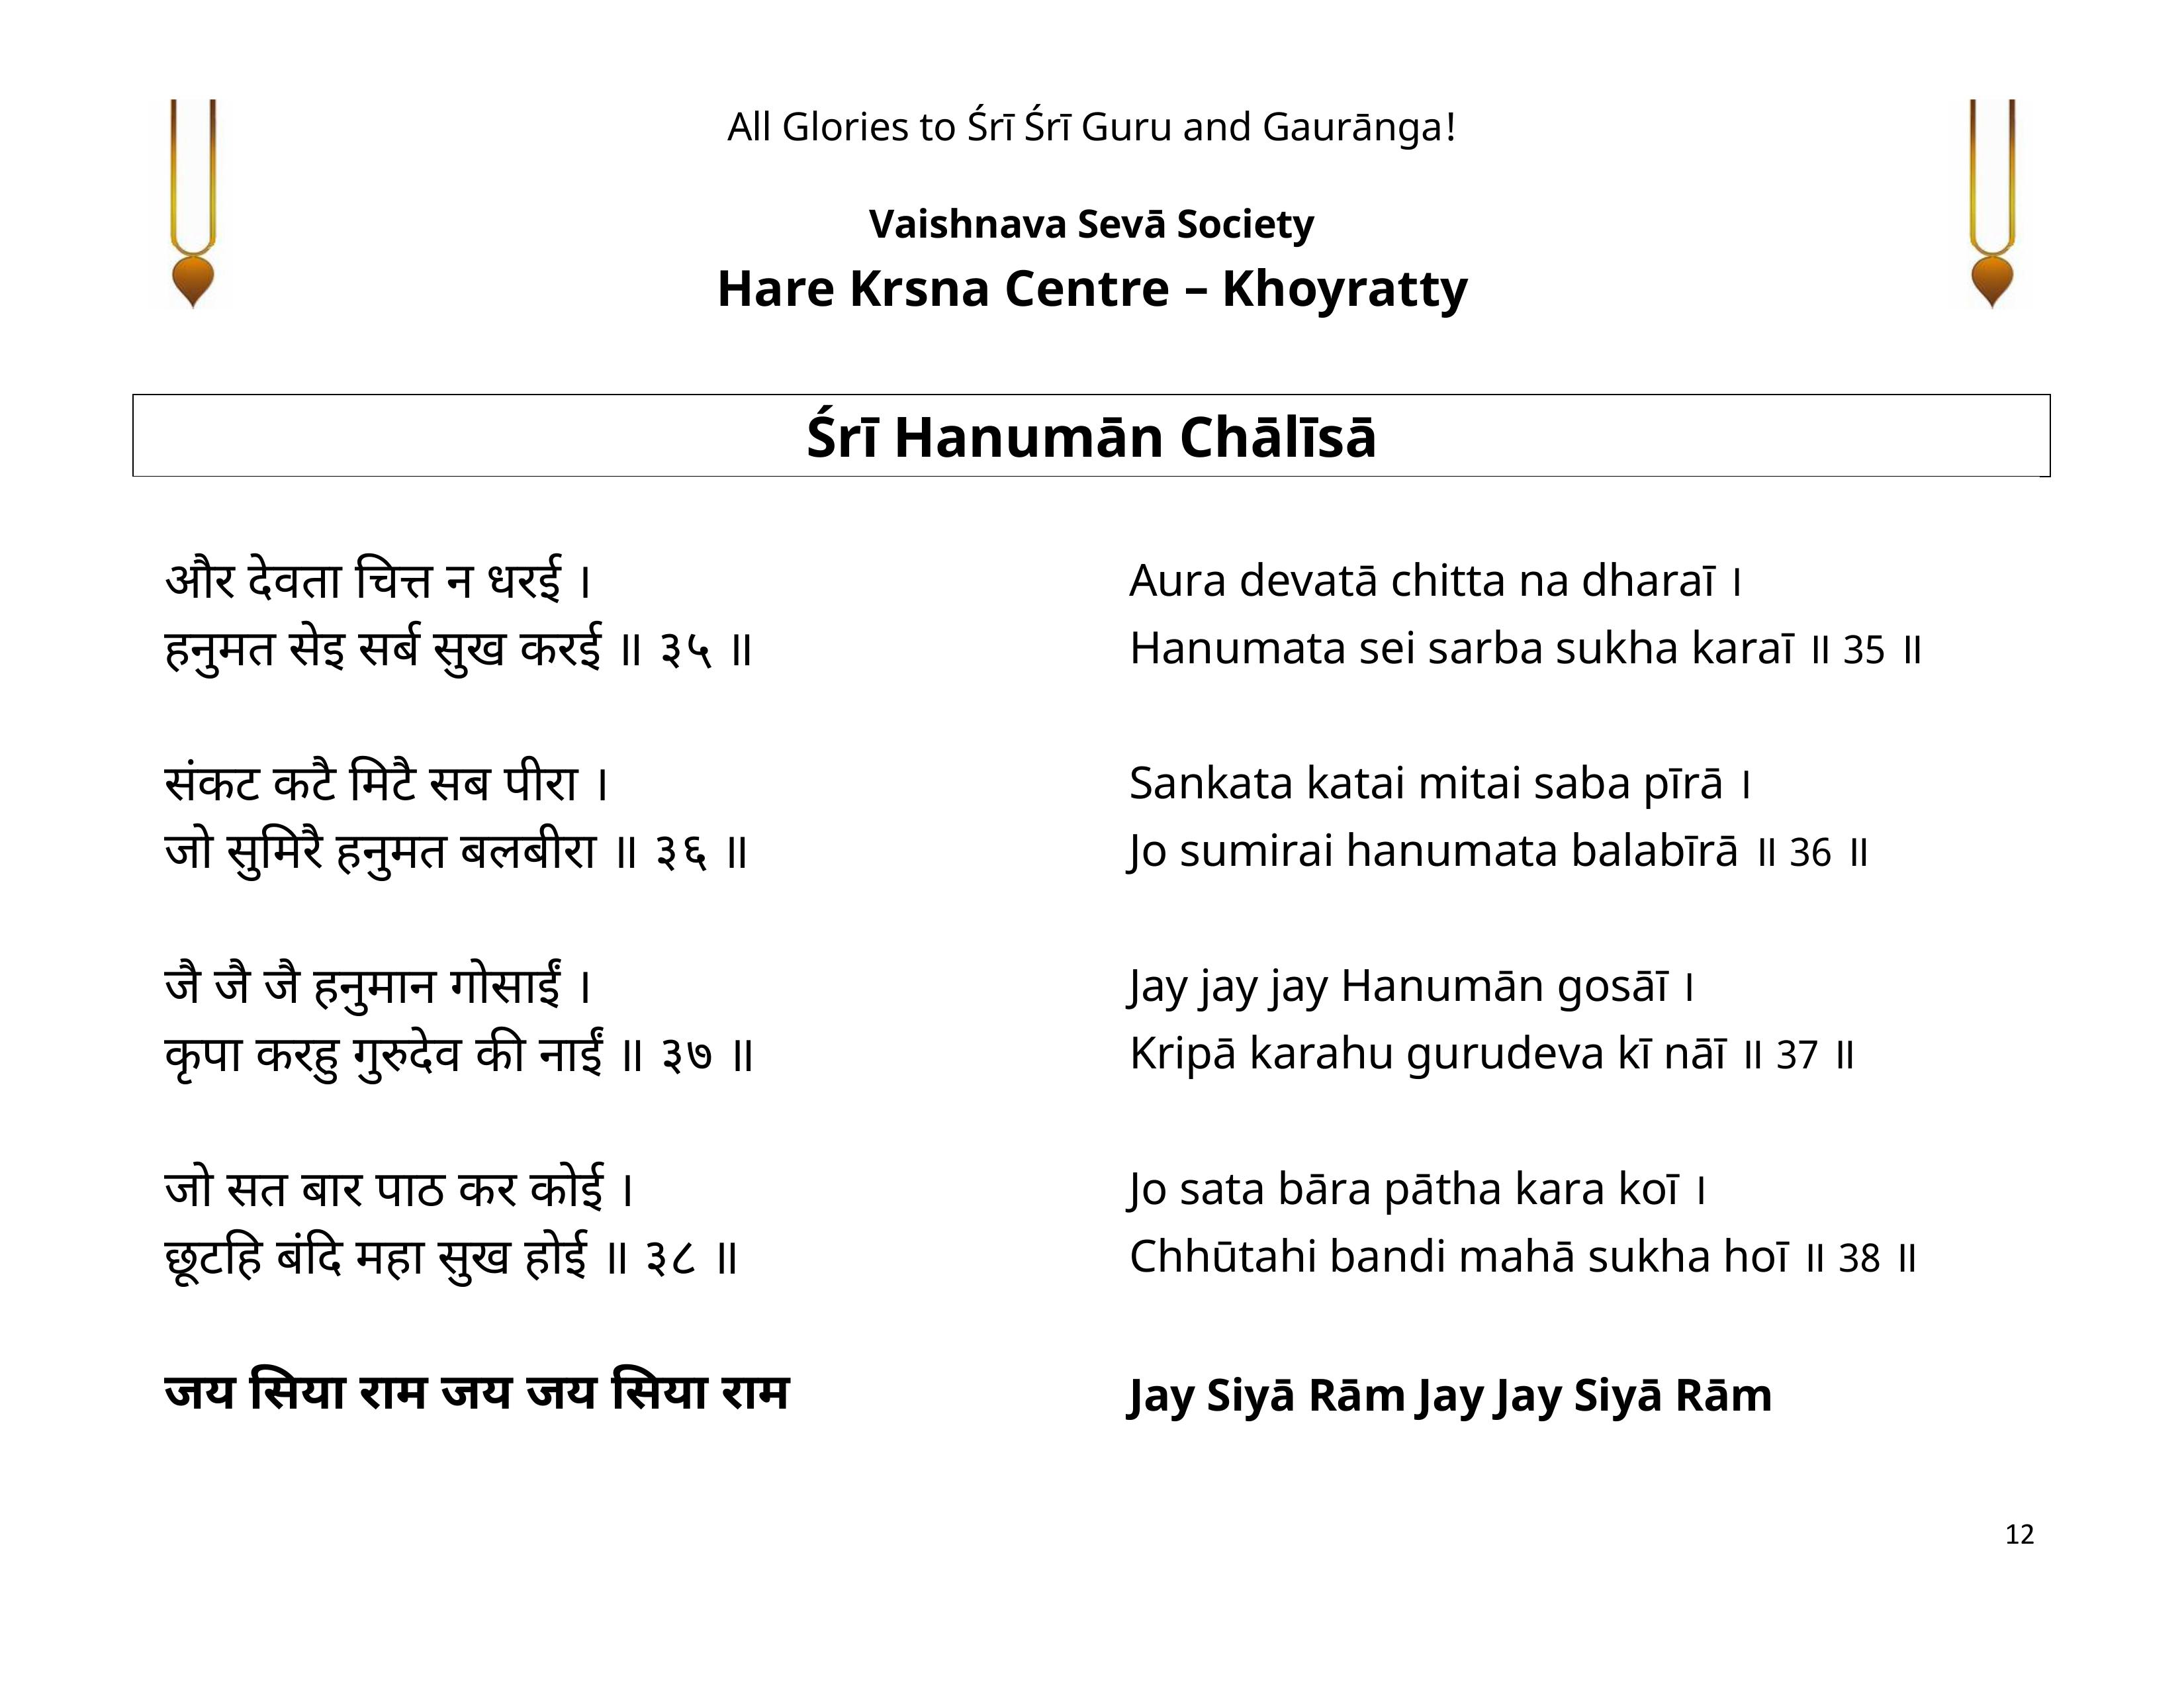 All Glories to Śrī Śrī Guru and Gaurānga!
Vaishnava Sevā Society
Hare Krsna Centre – Khoyratty
Śrī Hanumān Chālīsā
और देवता चित्त न धरई ।
हनुमत सेइ सर्ब सुख करई ॥ ३५ ॥
संकट कटै मिटै सब पीरा ।
जो सुमिरै हनुमत बलबीरा ॥ ३६ ॥
जै जै जै हनुमान गोसाईं ।
कृपा करहु गुरुदेव की नाईं ॥ ३७ ॥
जो सत बार पाठ कर कोई ।
छूटहि बंदि महा सुख होई ॥ ३८ ॥
जय सिया राम जय जय सिया राम
Aura devatā chitta na dharaī ।
Hanumata sei sarba sukha karaī ॥ 35 ॥
Sankata katai mitai saba pīrā ।
Jo sumirai hanumata balabīrā ॥ 36 ॥
Jay jay jay Hanumān gosāī ।
Kripā karahu gurudeva kī nāī ॥ 37 ॥
Jo sata bāra pātha kara koī ।
Chhūtahi bandi mahā sukha hoī ॥ 38 ॥
Jay Siyā Rām Jay Jay Siyā Rām
12